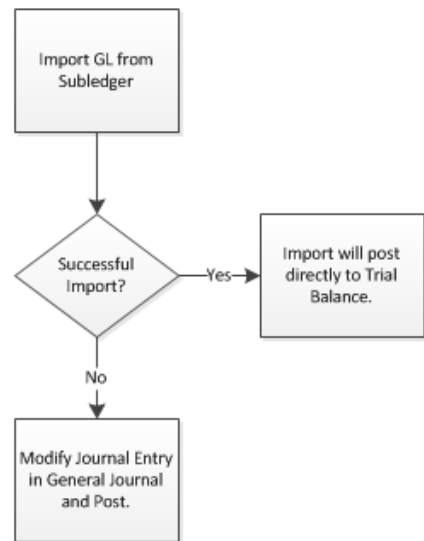 Import GL from
Subledger
Successful
Import?
Yes
Import will post
directly to Trial
Balance.
No
Modify Journal Entry
in General Journal
and Post.